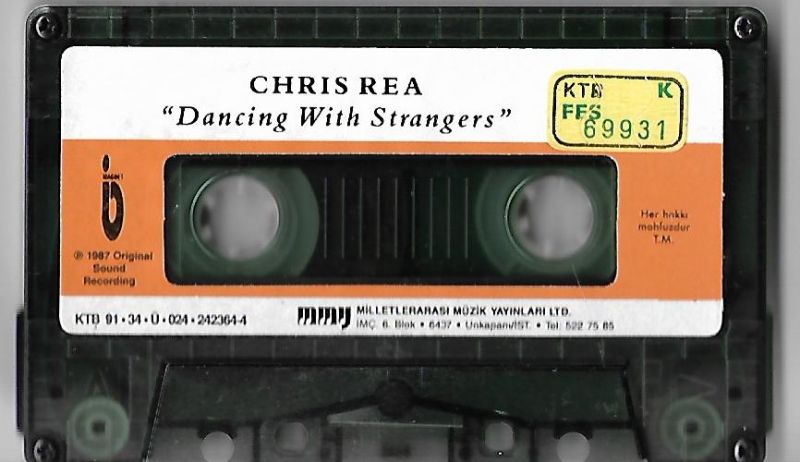 CHRIS REA
"Dancing With Strangers"
KTB K
FFS
69931
MAGNET
℗ 1987 Original
Sound
Recording
Her hakkı
mahfuzdur
T.M.
KTB 91•34•Ü•024•242364-4
mmy
MİLLETLERARASI MÜZİK YAYINLARI LTD.
İMÇ. 6. Blok • 6437 • Unkapanı/İST. • Tel: 522 75 85